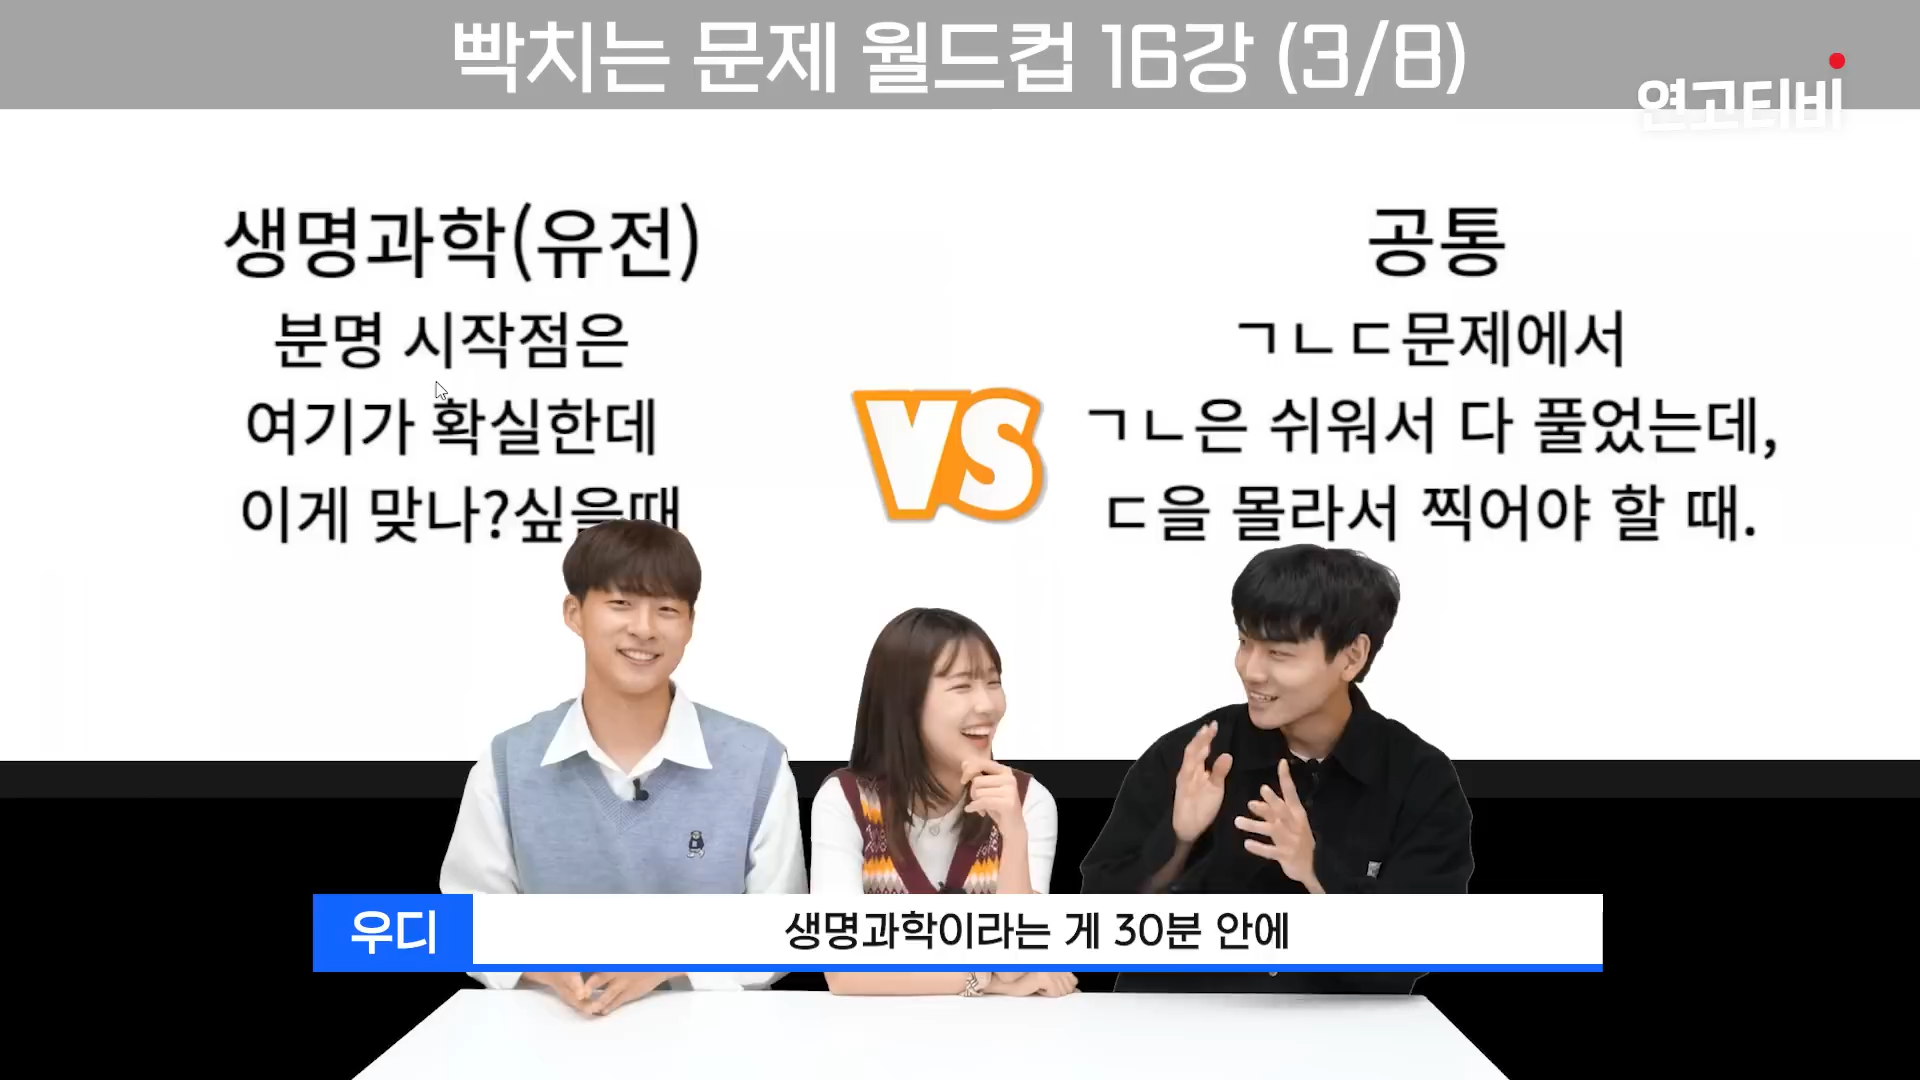 빡치는 문제 월드컵 16강 (3/8)
연고티비
생명과학(유전)
분명 시작점은
여기가 확실한데
이게 맞나?싶을때
VS
공통
ㄱㄴㄷ문제에서
ㄱㄴ은 쉬워서 다 풀었는데,
ㄷ을 몰라서 찍어야 할 때.
우디
생명과학이라는 게 30분 안에